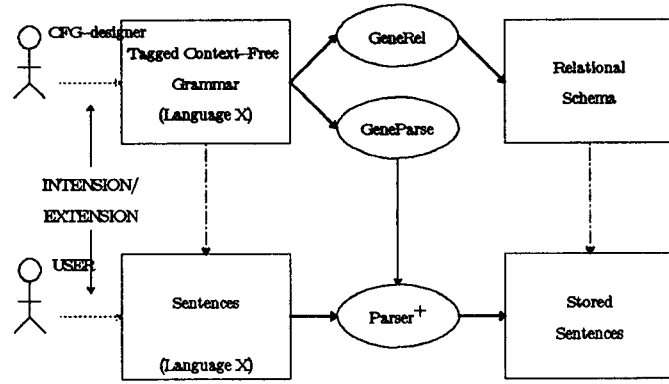 CFG-designer
Tagged Context-Free
Grammar
(Language X)
GeneRel
GeneParse
Relational
Schema
INTENSION/
EXTENSION
USER
Sentences
(Language X)
Parser+
Stored
Sentences